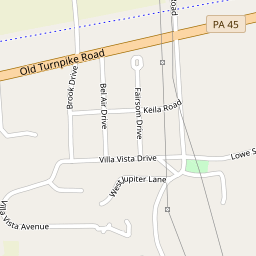 Road
PA 45
Old Turnpike Road
Brook Drive
Bel Air Drive
Fairsom Drive
Keila Road
Villa Vista Drive
Lowe S
West
Jupiter Lane
Villa Vista Avenue